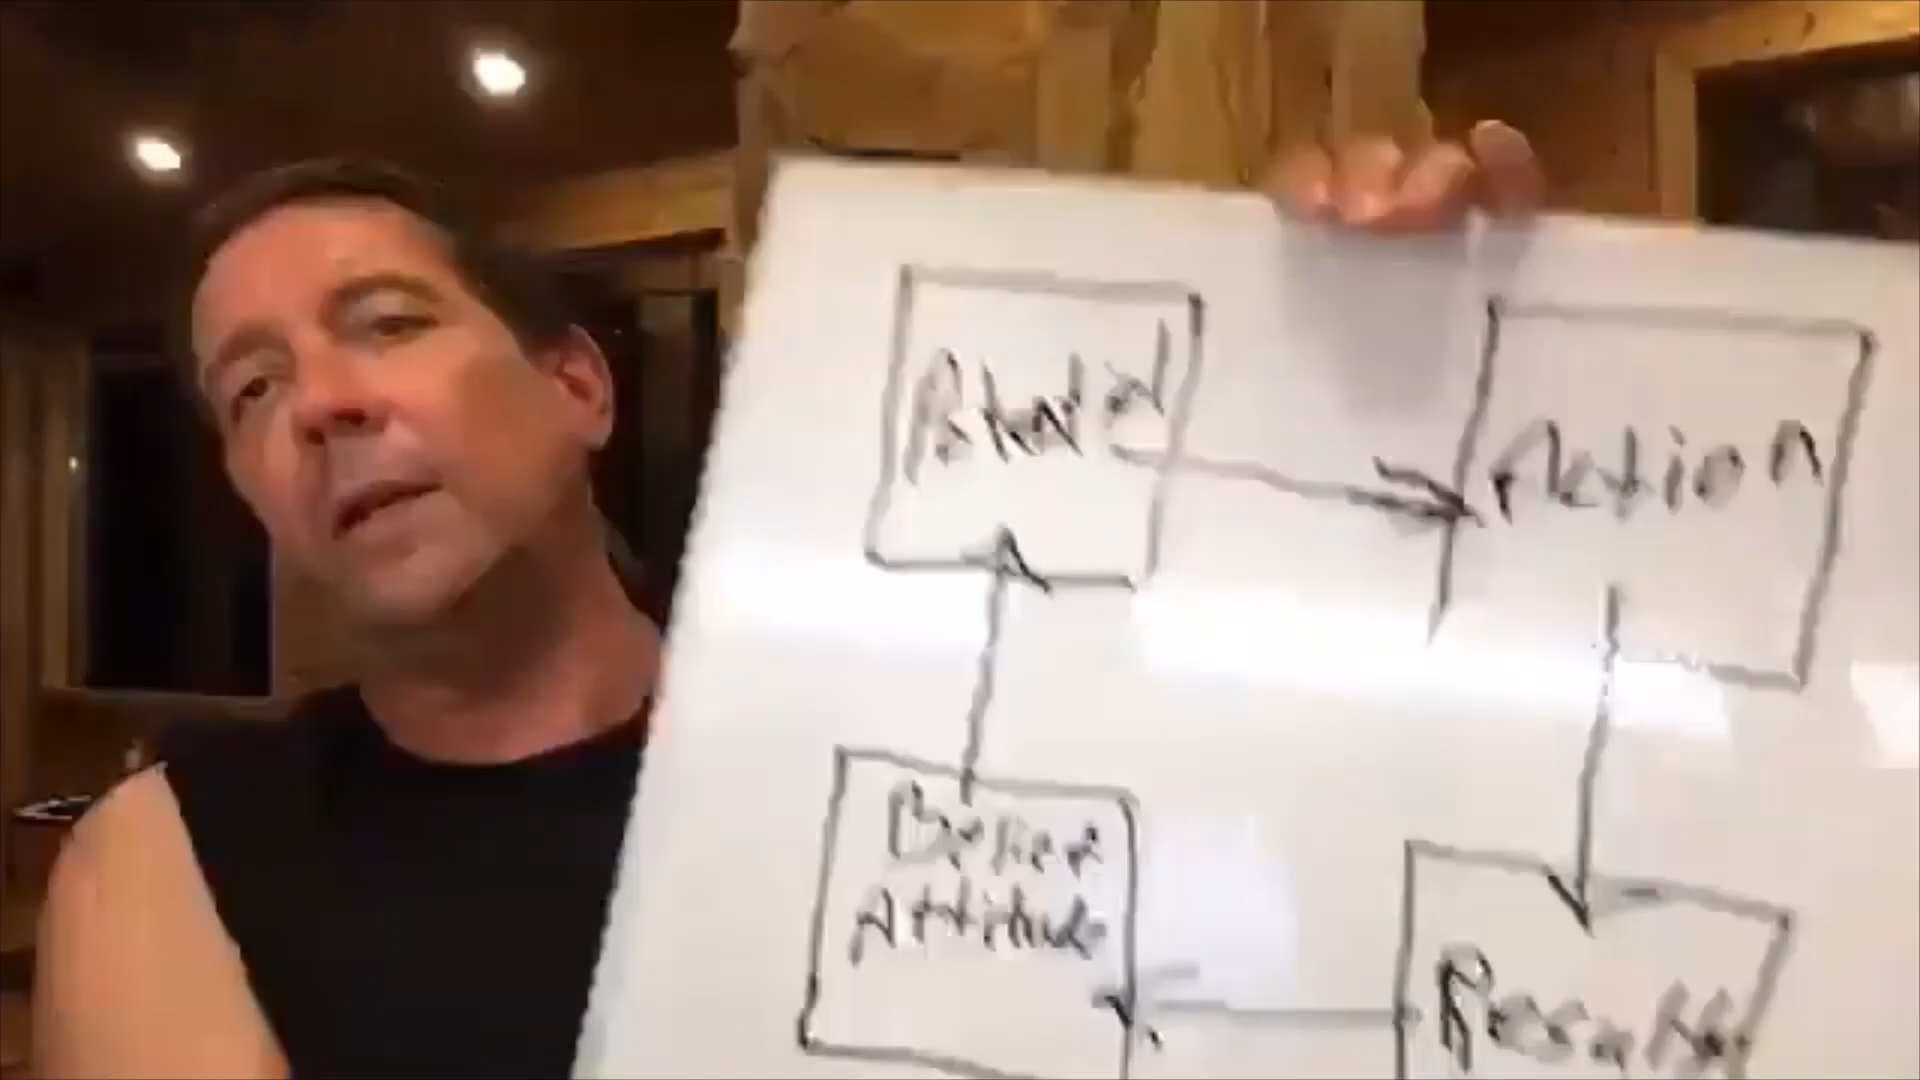 Potential
Action
Belief
Attitude
Results